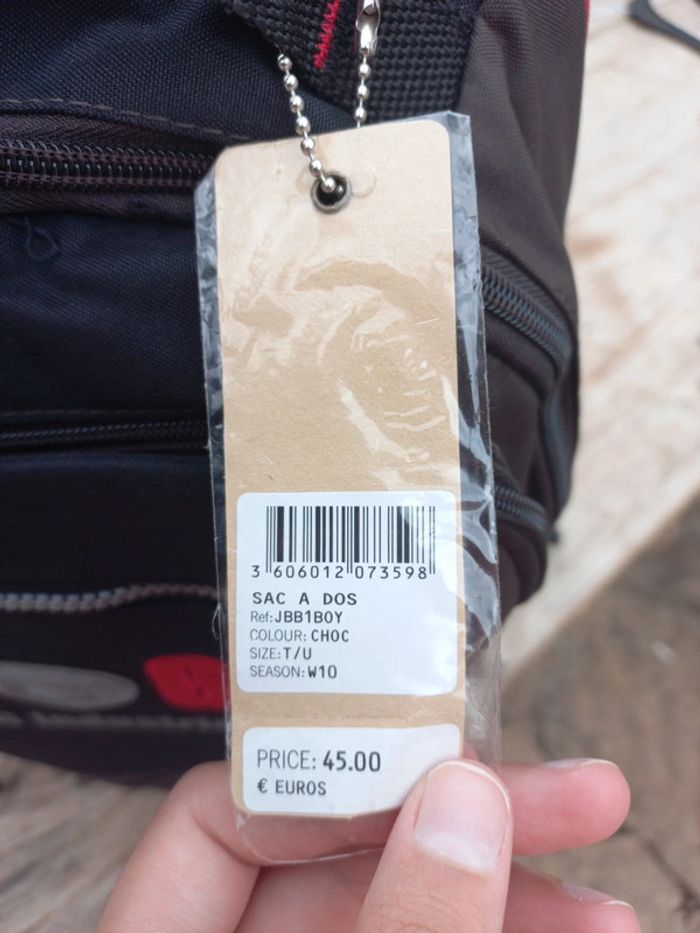 3 606012 073598
SAC A DOS
Ref:JBB1BOY
COLOUR: CHOC
SIZE:T/U
SEASON: W10
PRICE: 45.00
€ EUROS